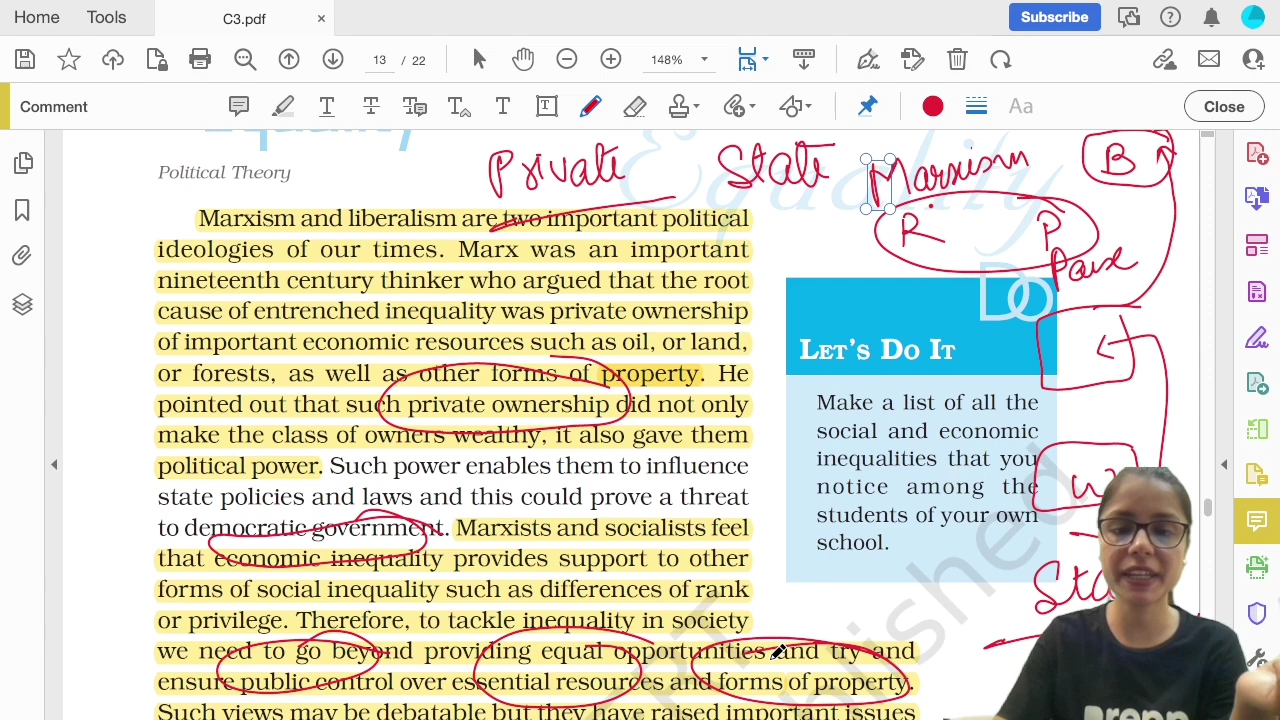 Home Tools C3.pdf × Subscribe
13 / 22 148%
Comment Aa Close
Equality
Equality
Political Theory
Private State Marxism B
R P
Paise
Marxism and liberalism are two important political
ideologies of our times. Marx was an important
nineteenth century thinker who argued that the root
cause of entrenched inequality was private ownership
of important economic resources such as oil, or land,
or forests, as well as other forms of property. He
pointed out that such private ownership did not only
make the class of owners wealthy, it also gave them
political power. Such power enables them to influence
state policies and laws and this could prove a threat
to democratic government. Marxists and socialists feel
that economic inequality provides support to other
forms of social inequality such as differences of rank
or privilege. Therefore, to tackle inequality in society
we need to go beyond providing equal opportunities and try and
ensure public control over essential resources and forms of property.
Such views may be debatable but they have raised important issues
DO
LET'S DO IT
Make a list of all the
social and economic
inequalities that you
notice among the
students of your own
school.
W